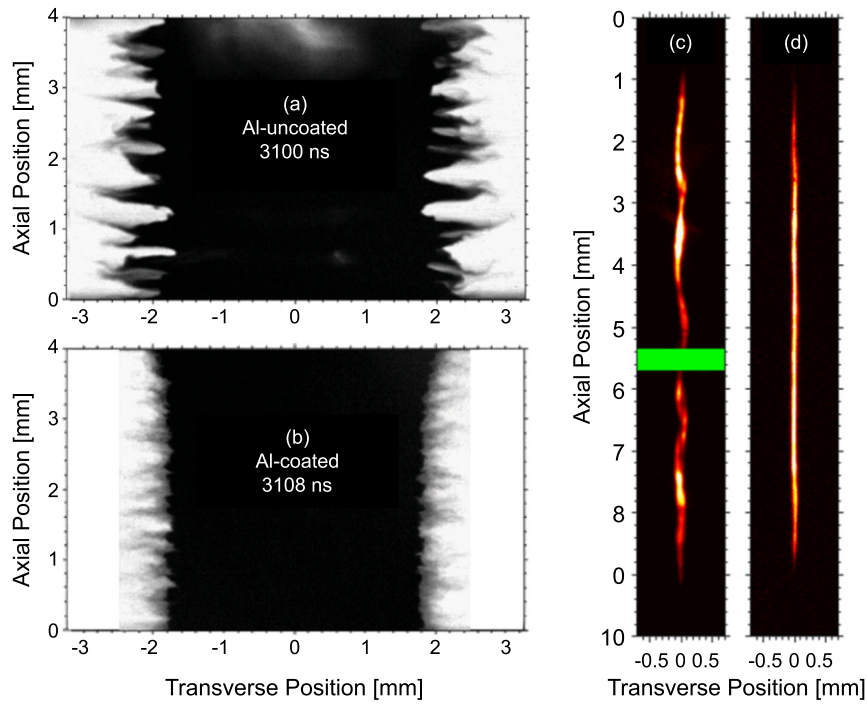 4
3
2
1
0
Axial Position [mm]
(a)
Al-uncoated
3100 ns
-3 -2 -1 0 1 2 3
4
3
2
1
0
Axial Position [mm]
(b)
Al-coated
3108 ns
-3 -2 -1 0 1 2 3
Transverse Position [mm]
0
1
2
3
4
5
6
7
8
0
10
Axial Position [mm]
(c) (d)
-0.5 0 0.5 -0.5 0 0.5
Transverse Position [mm]